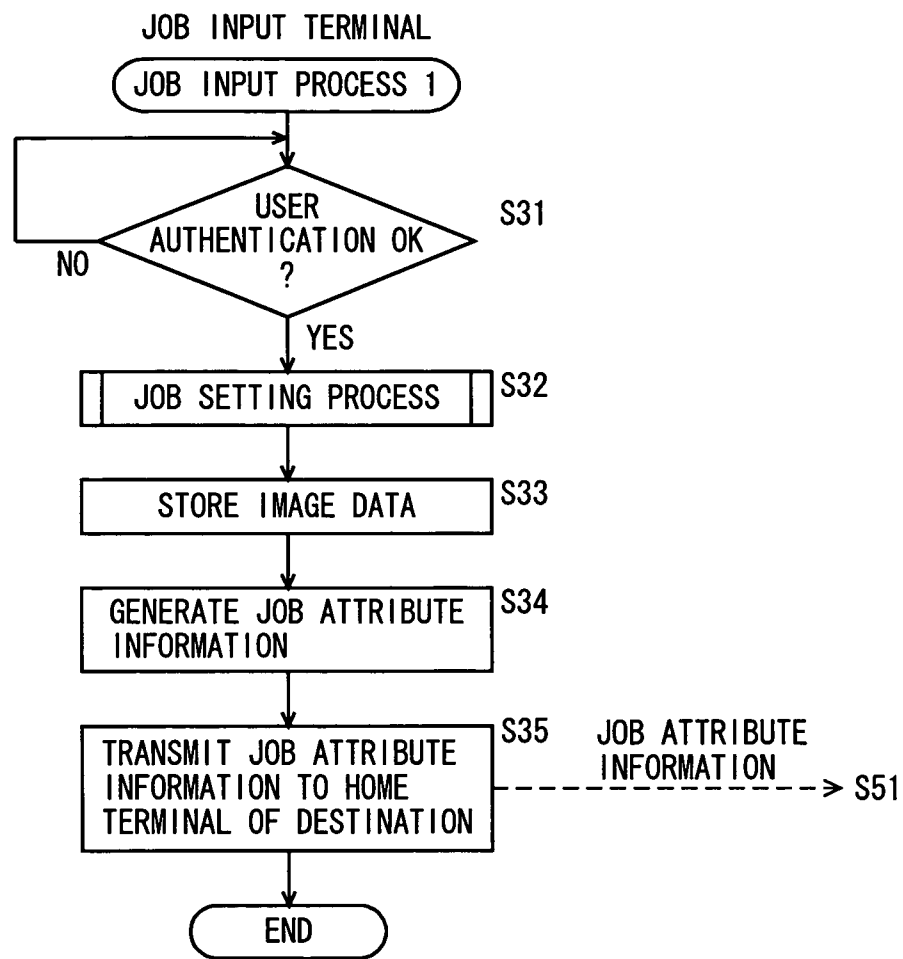 JOB INPUT TERMINAL
JOB INPUT PROCESS 1
USER
AUTHENTICATION OK
?
S31
NO
YES
JOB SETTING PROCESS
S32
STORE IMAGE DATA
S33
GENERATE JOB ATTRIBUTE
INFORMATION
S34
TRANSMIT JOB ATTRIBUTE
INFORMATION TO HOME
TERMINAL OF DESTINATION
S35
JOB ATTRIBUTE
INFORMATION
S51
END